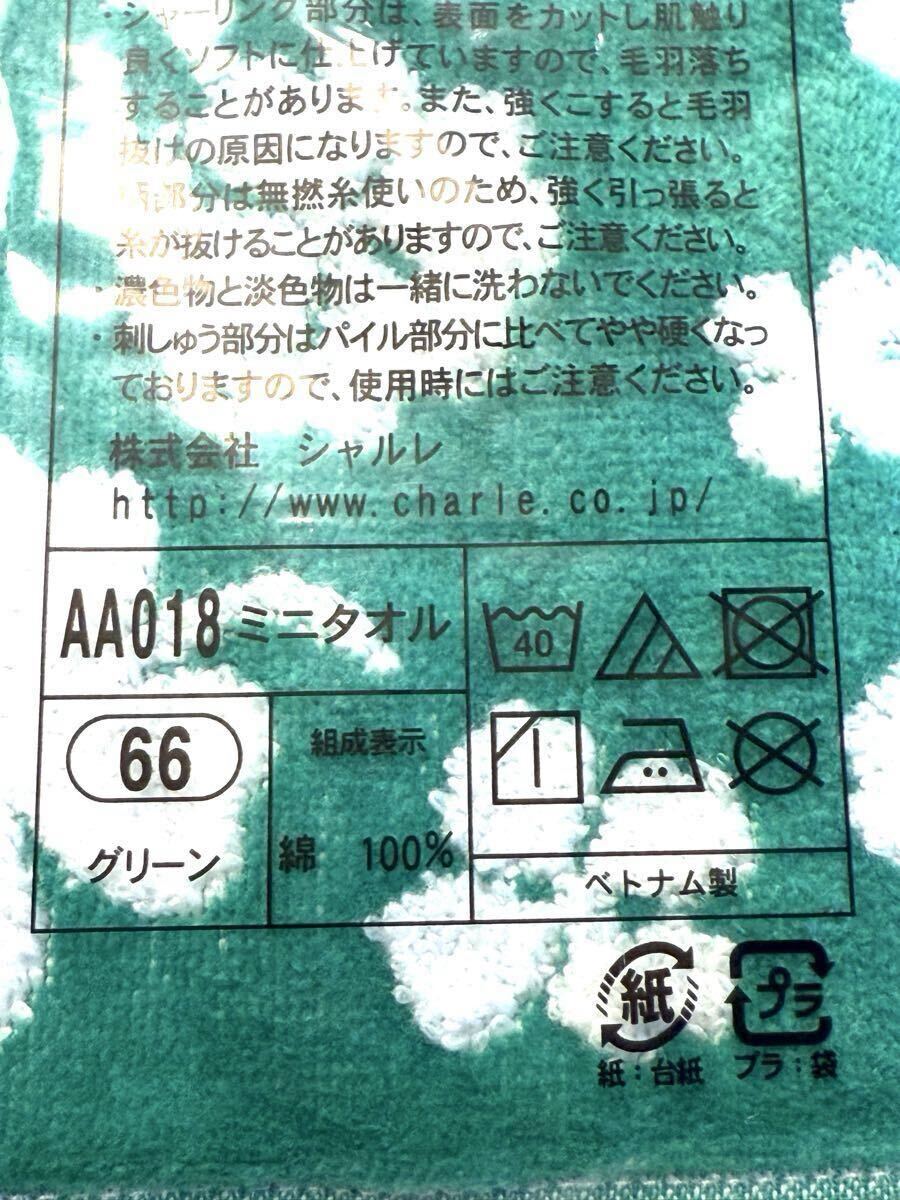 ・シャーリング部分は、表面をカットし肌触り
良くソフトに仕上げていますので、毛羽落ち
することがあります。また、強くこすると毛羽
抜けの原因になりますので、ご注意ください。
部分は無撚糸使いのため、強く引っ張ると
糸が抜けることがありますので、ご注意ください。
・濃色物と淡色物は一緒に洗わないでください。
・刺しゅう部分はパイル部分に比べてやや硬くなっ
ておりますので、使用時にはご注意ください。
株式会社 シャルレ
http://www.charle.co.jp/
AA018 ミニタオル
40
66
グリーン
組成表示
綿 100%
ベトナム製
紙
プラ
紙：台紙
プラ：袋